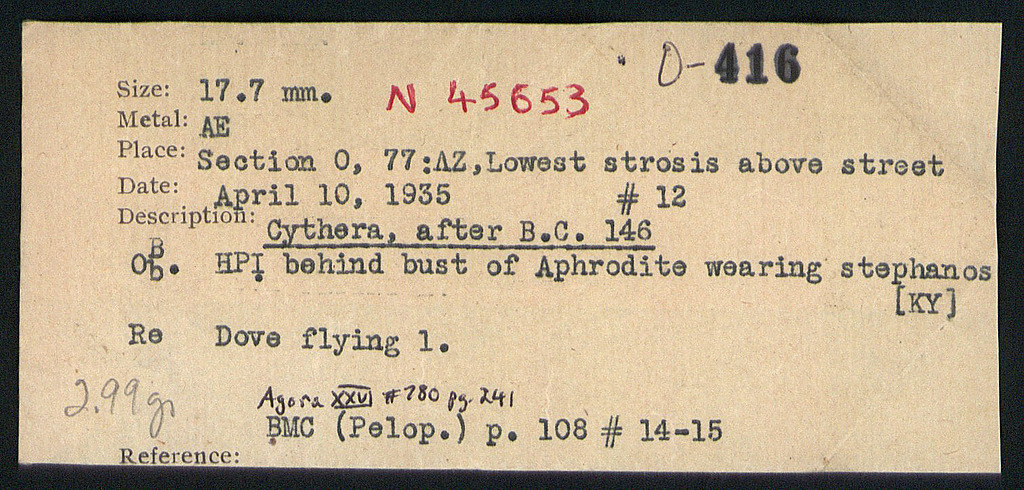 O-416
Size: 17.7 mm. N 45653
Metal: AE
Place: Section O, 77:ΔZ, Lowest strosis above street
Date: April 10, 1935 # 12
Description: Cythera, after B.C. 146
Ob. B HPI behind bust of Aphrodite wearing stephanos
[KY]
Re Dove flying l.
2.99gr
Agora XXVI #780 pg. 241
BMC (Pelop.) p. 108 # 14-15
Reference: